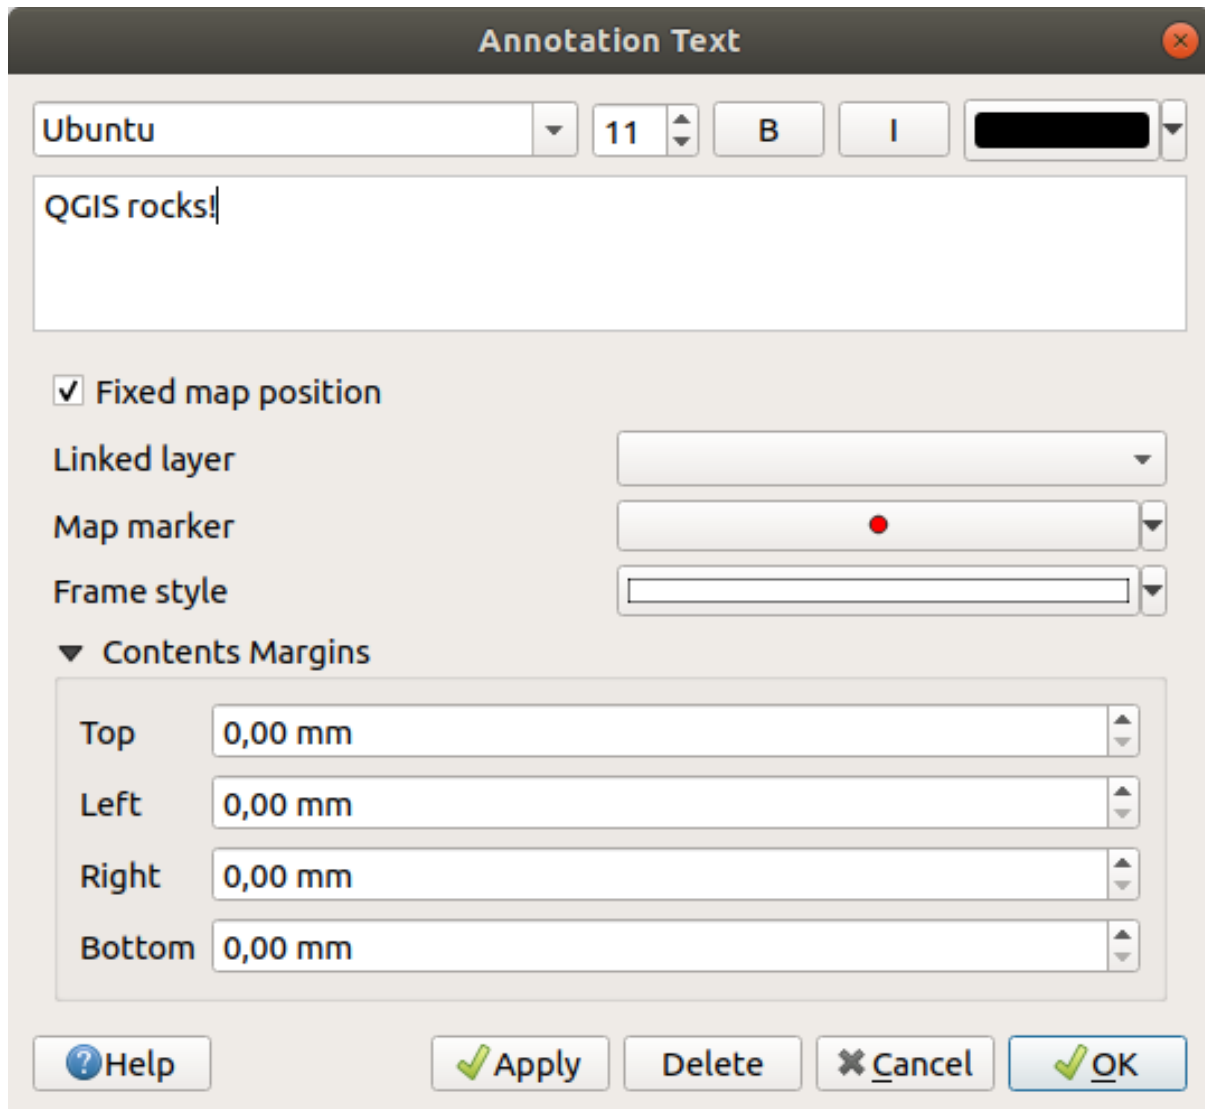 Annotation Text
Ubuntu 11 B I
QGIS rocks!
Fixed map position
Linked layer
Map marker
Frame style
Contents Margins
Top 0,00 mm
Left 0,00 mm
Right 0,00 mm
Bottom 0,00 mm
Help Apply Delete Cancel OK